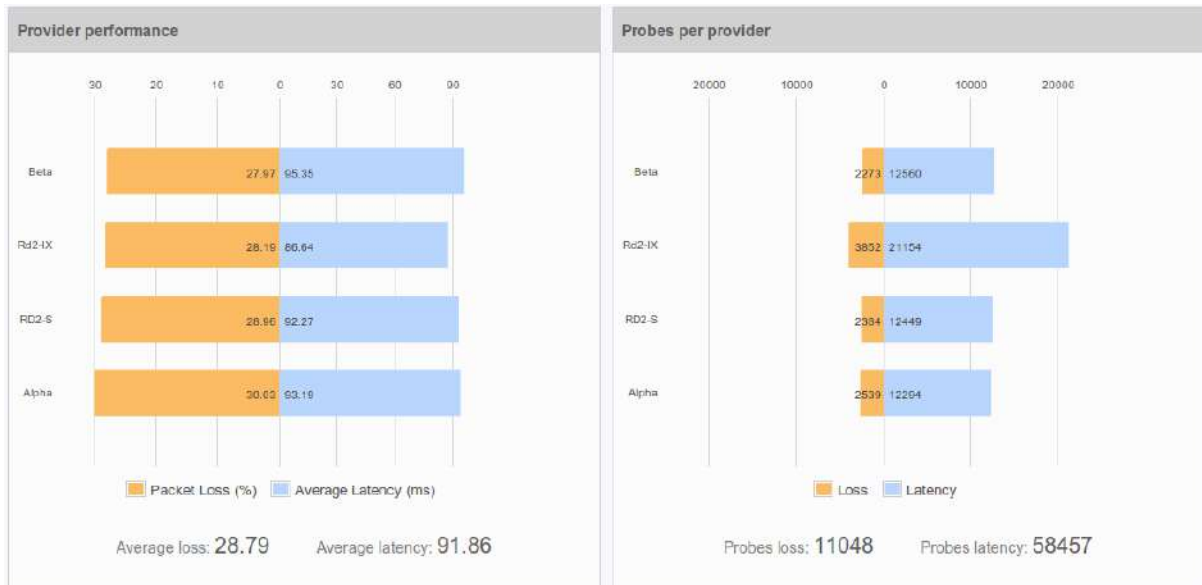 Provider performance
30 20 10 0 30 60 90
Beta 27.97 95.35
Rd2-IX 28.19 86.64
RD2-S 28.96 92.27
Alpha 30.03 93.19
Packet Loss (%) Average Latency (ms)
Average loss: 28.79 Average latency: 91.86
Probes per provider
20000 10000 0 10000 20000
Beta 2273 12560
Rd2-IX 3852 21154
RD2-S 2384 12449
Alpha 2539 12294
Loss Latency
Probes loss: 11048 Probes latency: 58457